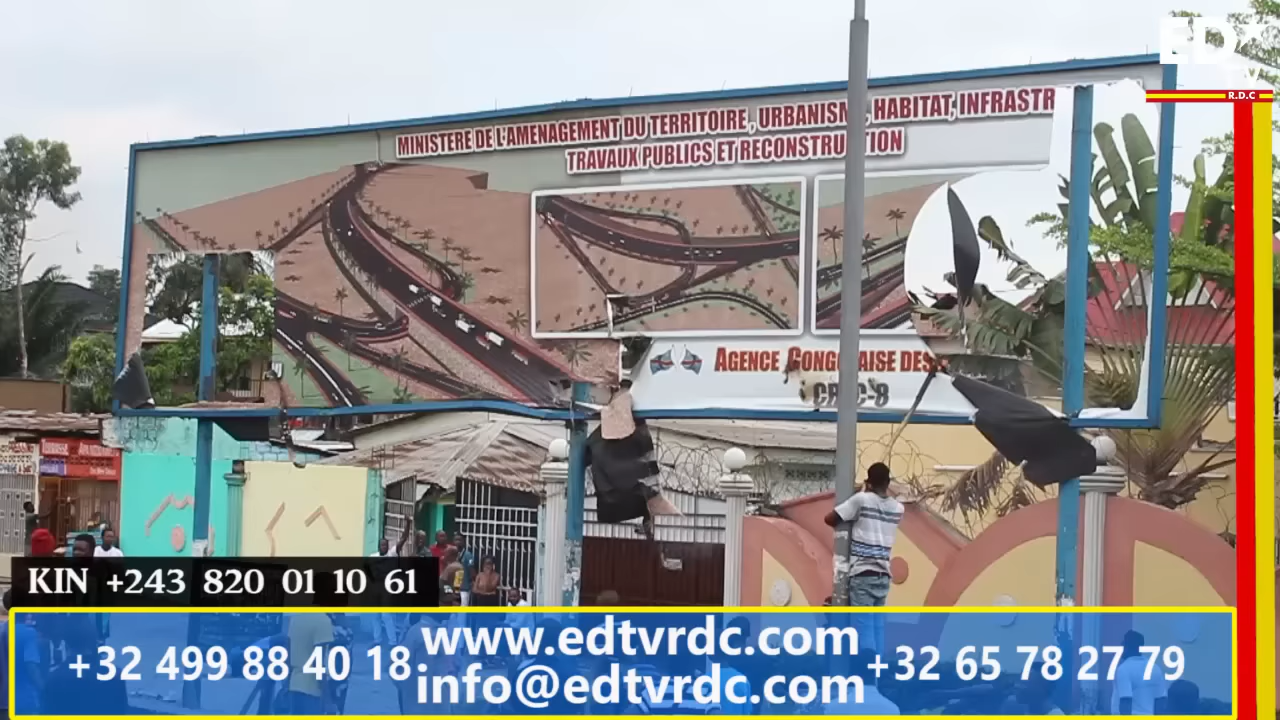 EDTV
R.D.C
MINISTERE DE L'AMENAGEMENT DU TERRITOIRE, URBANISME, HABITAT, INFRASTR
TRAVAUX PUBLICS ET RECONSTRUCTION
AGENCE CONGOLAISE DES
KIN +243 820 01 10 61
www.edtvrdc.com
+32 499 88 40 18
+32 65 78 27 79
info@edtvrdc.com